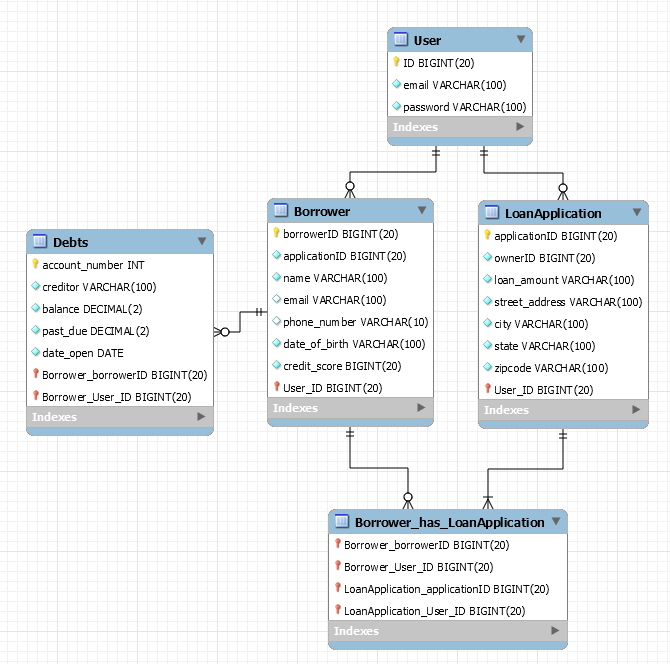 User
ID BIGINT(20)
email VARCHAR(100)
password VARCHAR(100)
Indexes
Borrower
borrowerID BIGINT(20)
applicationID BIGINT(20)
name VARCHAR(100)
email VARCHAR(100)
phone_number VARCHAR(10)
date_of_birth VARCHAR(100)
credit_score BIGINT(20)
User_ID BIGINT(20)
Indexes
LoanApplication
applicationID BIGINT(20)
ownerID BIGINT(20)
loan_amount VARCHAR(100)
street_address VARCHAR(100)
city VARCHAR(100)
state VARCHAR(100)
zipcode VARCHAR(100)
User_ID BIGINT(20)
Indexes
Debts
account_number INT
creditor VARCHAR(100)
balance DECIMAL(2)
past_due DECIMAL(2)
date_open DATE
Borrower_borrowerID BIGINT(20)
Borrower_User_ID BIGINT(20)
Indexes
Borrower_has_LoanApplication
Borrower_borrowerID BIGINT(20)
Borrower_User_ID BIGINT(20)
LoanApplication_applicationID BIGINT(20)
LoanApplication_User_ID BIGINT(20)
Indexes